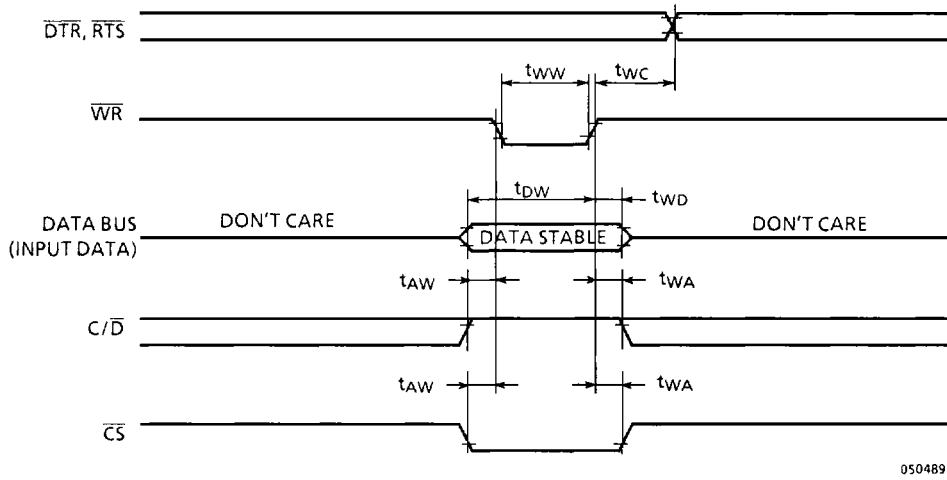 DTR, RTS
tWW
tWC
WR
tDW
tWD
DATA BUS
(INPUT DATA)
DON'T CARE
DATA STABLE
DON'T CARE
tAW
tWA
C/D
tAW
tWA
CS
050489